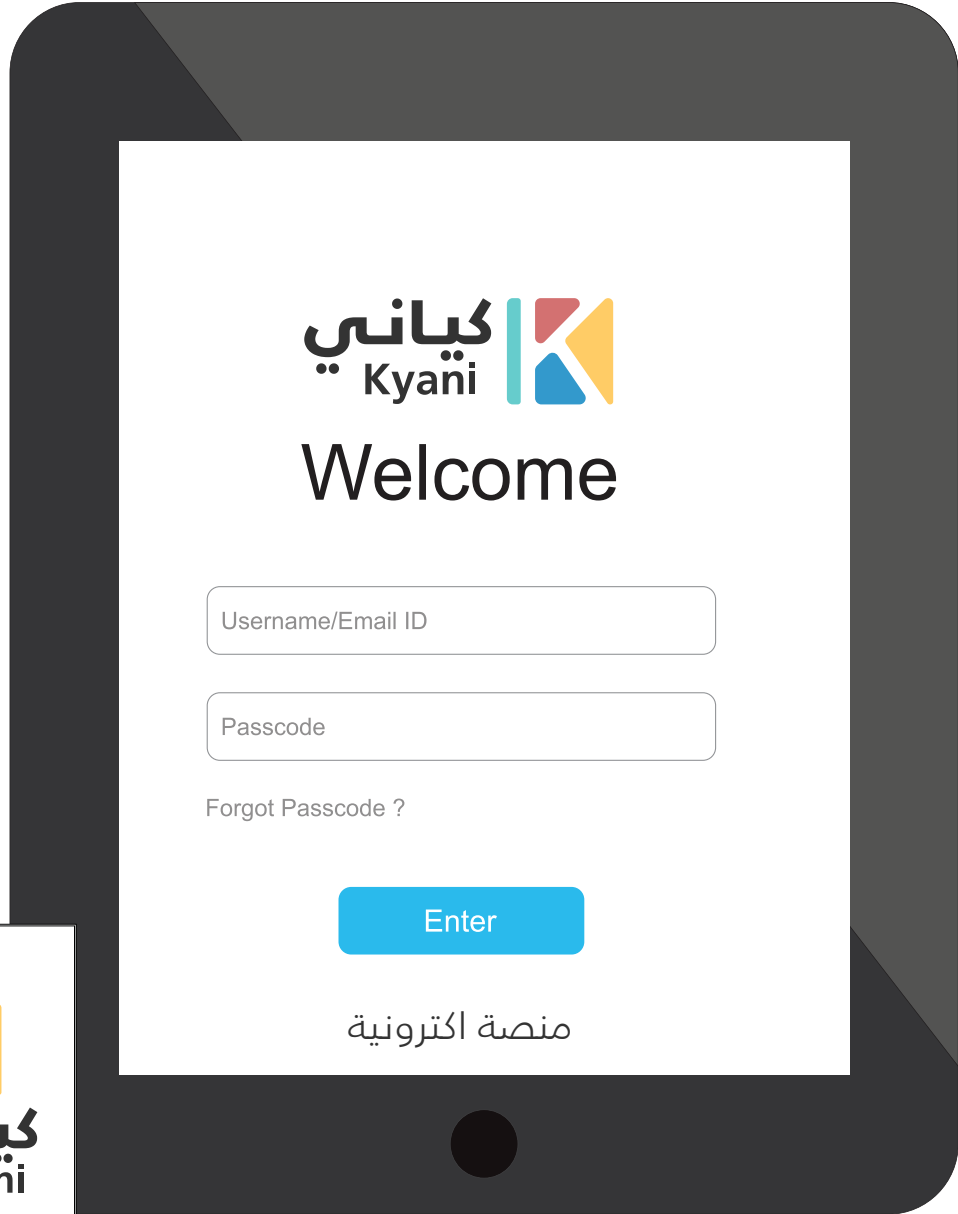 كياني
Kyani
Welcome
Username/Email ID
Passcode
Forgot Passcode ?
Enter
منصة اكترونية